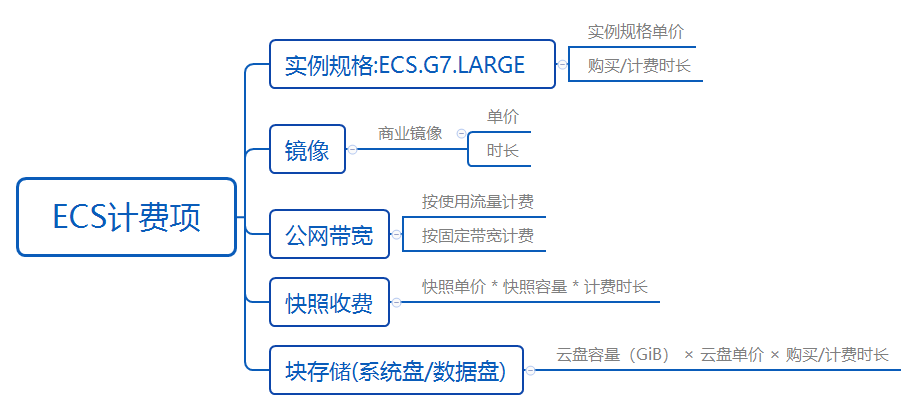 ECS计费项
实例规格:ECS.G7.LARGE
实例规格单价
购买/计费时长
镜像
商业镜像
单价
时长
公网带宽
按使用流量计费
按固定带宽计费
快照收费
快照单价 * 快照容量 * 计费时长
块存储(系统盘/数据盘)
云盘容量（GiB） × 云盘单价 × 购买/计费时长